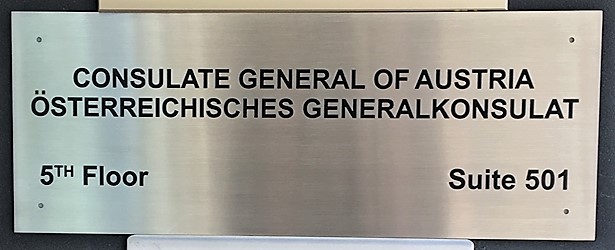 CONSULATE GENERAL OF AUSTRIA
ÖSTERREICHISCHES GENERALKONSULAT
5TH Floor Suite 501